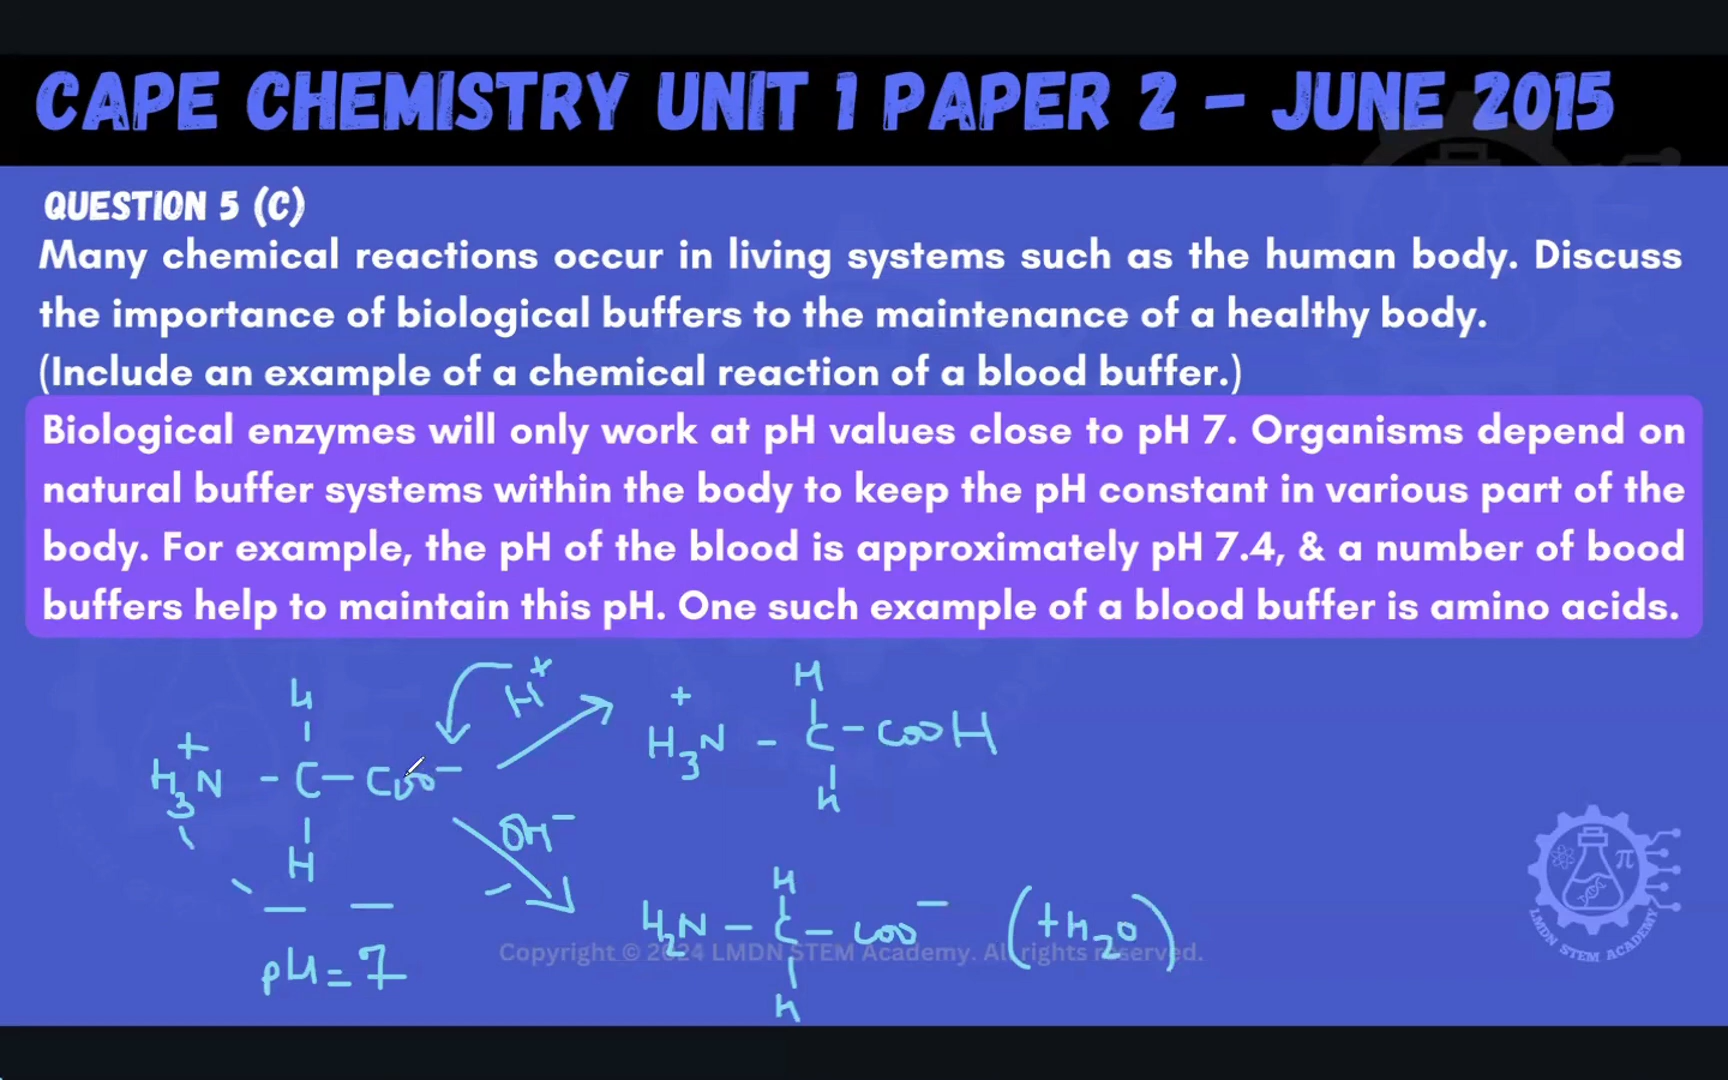 CAPE CHEMISTRY UNIT 1 PAPER 2 – JUNE 2015
QUESTION 5 (C)
Many chemical reactions occur in living systems such as the human body. Discuss
the importance of biological buffers to the maintenance of a healthy body.
(Include an example of a chemical reaction of a blood buffer.)
Biological enzymes will only work at pH values close to pH 7. Organisms depend on
natural buffer systems within the body to keep the pH constant in various part of the
body. For example, the pH of the blood is approximately pH 7.4, & a number of bood
buffers help to maintain this pH. One such example of a blood buffer is amino acids.
H
H₃N⁺ – C – COO⁻
H
pH = 7
H⁺
H
H₃N⁺ – C – COOH
H
OH⁻
H
H₂N – C – COO⁻ (+H₂O)
H
Copyright © 2024 LMDN STEM Academy. All rights reserved.
π
LMDN STEM ACADEMY